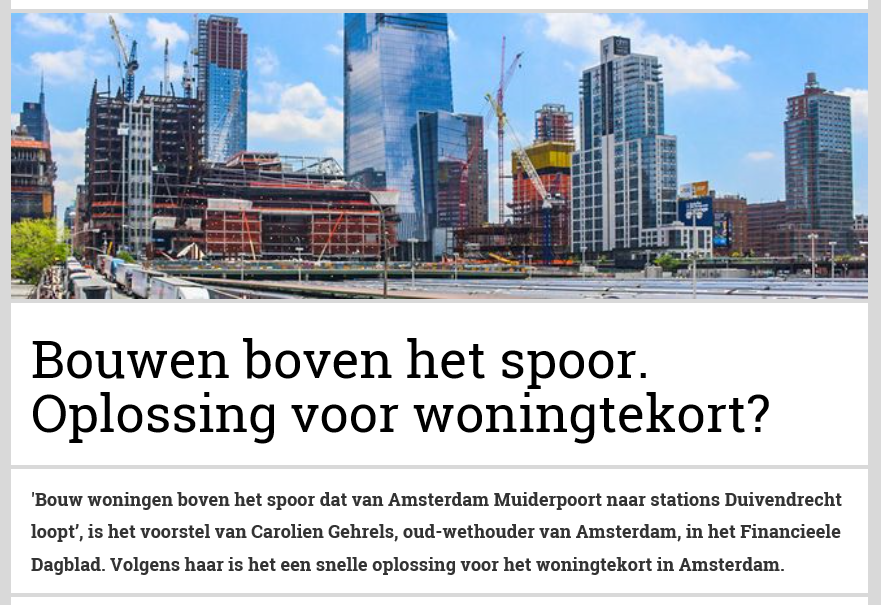 Bouwen boven het spoor.
Oplossing voor woningtekort?
'Bouw woningen boven het spoor dat van Amsterdam Muiderpoort naar stations Duivendrecht
loopt’, is het voorstel van Carolien Gehrels, oud-wethouder van Amsterdam, in het Financieele
Dagblad. Volgens haar is het een snelle oplossing voor het woningtekort in Amsterdam.